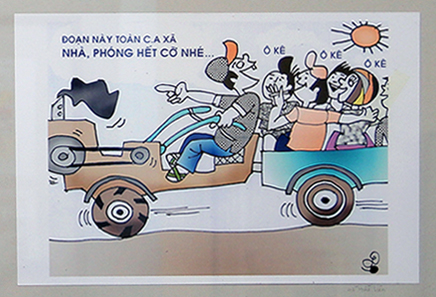 ĐOẠN NÀY TOÀN C.A XÃ
NHÀ, PHÓNG HẾT CỠ NHÉ...
Ô KÊ
Ô KÊ
Ô KÊ